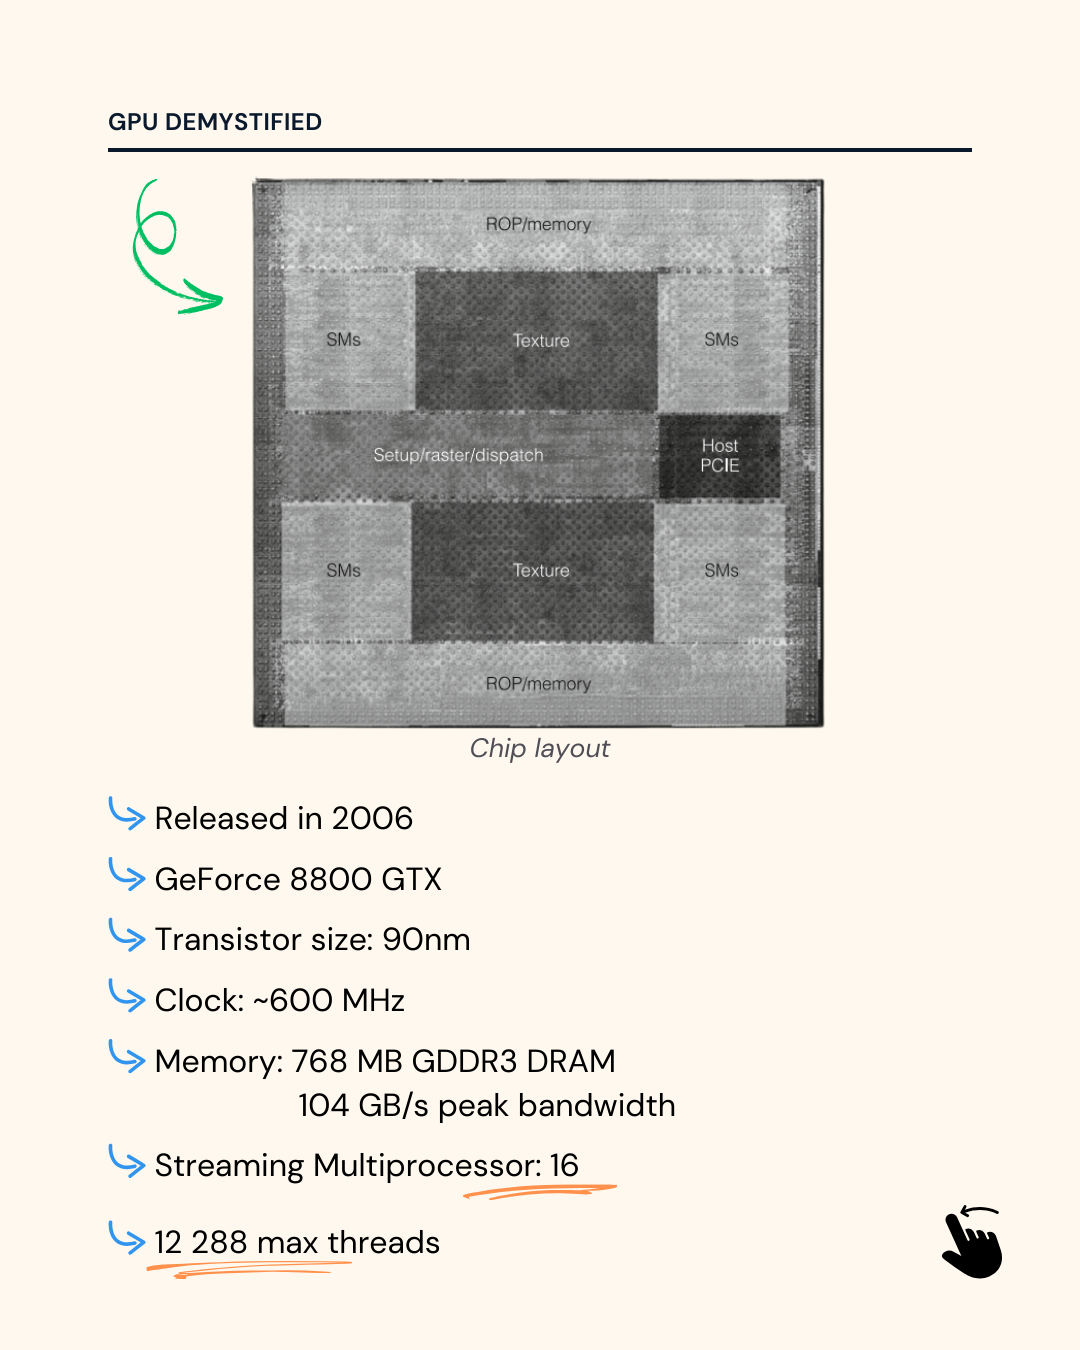 GPU DEMYSTIFIED
ROP/memory
SMs
Texture
SMs
Setup/raster/dispatch
Host
PCIE
SMs
Texture
SMs
ROP/memory
Chip layout
Released in 2006
GeForce 8800 GTX
Transistor size: 90nm
Clock: ~600 MHz
Memory: 768 MB GDDR3 DRAM
104 GB/s peak bandwidth
Streaming Multiprocessor: 16
12 288 max threads